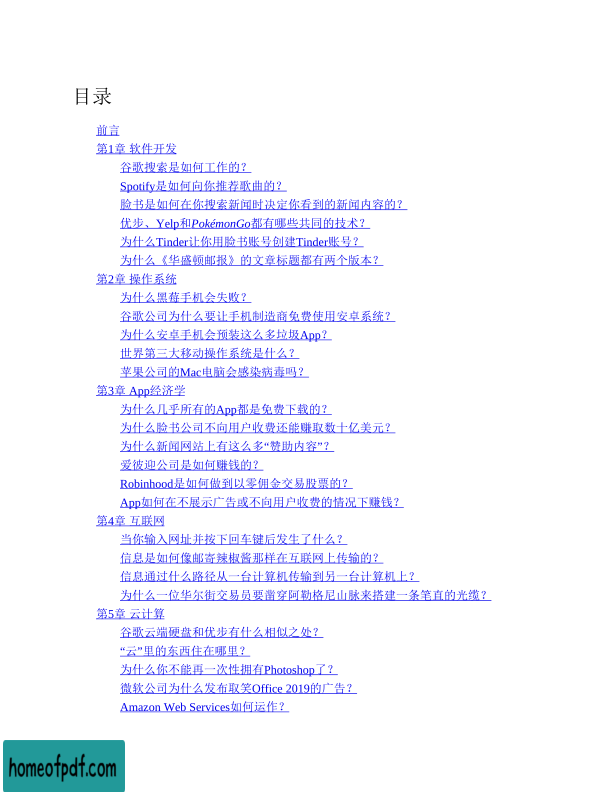 目录
前言
第1章 软件开发
谷歌搜索是如何工作的？
Spotify是如何向你推荐歌曲的？
脸书是如何在你搜索新闻时决定你看到的新闻内容的？
优步、Yelp和PokémonGo都有哪些共同的技术？
为什么Tinder让你用脸书账号创建Tinder账号？
为什么《华盛顿邮报》的文章标题都有两个版本？
第2章 操作系统
为什么黑莓手机会失败？
谷歌公司为什么要让手机制造商免费使用安卓系统？
为什么安卓手机会预装这么多垃圾App？
世界第三大移动操作系统是什么？
苹果公司的Mac电脑会感染病毒吗？
第3章 App经济学
为什么几乎所有的App都是免费下载的？
为什么脸书公司不向用户收费还能赚取数十亿美元？
为什么新闻网站上有这么多“赞助内容”？
爱彼迎公司是如何赚钱的？
Robinhood是如何做到以零佣金交易股票的？
App如何在不展示广告或不向用户收费的情况下赚钱？
第4章 互联网
当你输入网址并按下回车键后发生了什么？
信息是如何像邮寄辣椒酱那样在互联网上传输的？
信息通过什么路径从一台计算机传输到另一台计算机上？
为什么一位华尔街交易员要凿穿阿勒格尼山脉来搭建一条笔直的光缆？
第5章 云计算
谷歌云端硬盘和优步有什么相似之处？
“云”里的东西住在哪里？
为什么你不能再一次性拥有Photoshop了？
微软公司为什么发布取笑Office 2019的广告？
Amazon Web Services如何运作？
homeofpdf.com